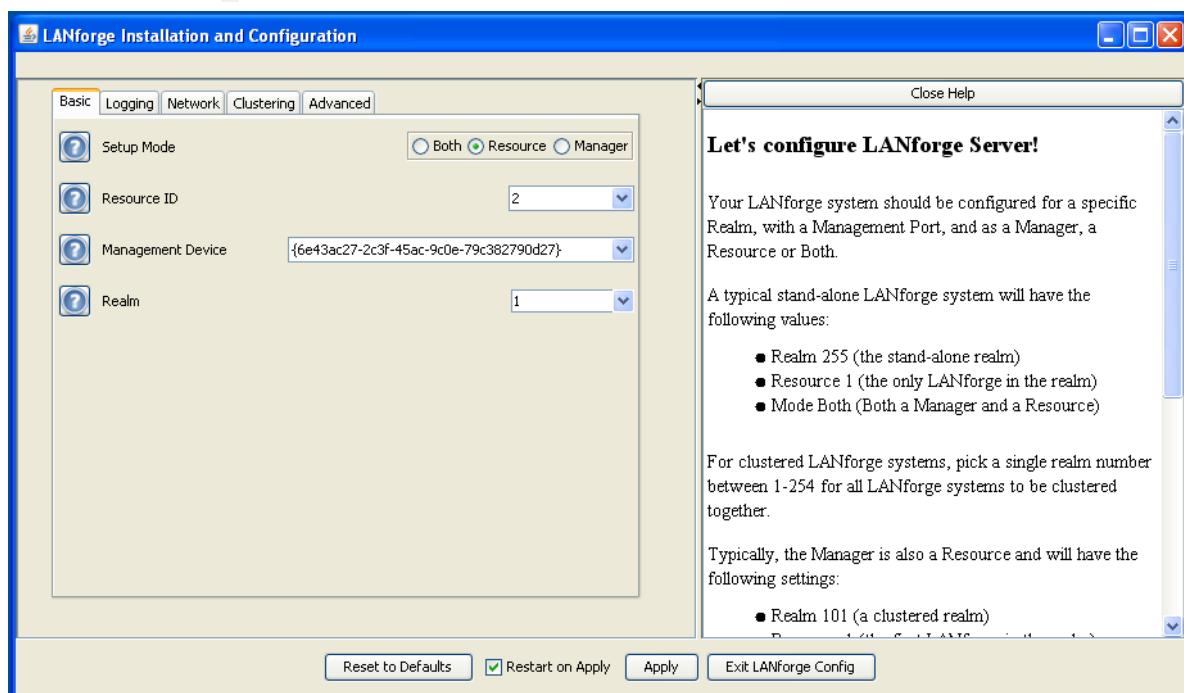 LANforge Installation and Configuration
Basic Logging Network Clustering Advanced
Setup Mode Both Resource Manager
Resource ID 2
Management Device {6e43ac27-2c3f-45ac-9c0e-79c382790d27}
Realm 1
Close Help
Let's configure LANforge Server!
Your LANforge system should be configured for a specific
Realm, with a Management Port, and as a Manager, a
Resource or Both.
A typical stand-alone LANforge system will have the
following values:
● Realm 255 (the stand-alone realm)
● Resource 1 (the only LANforge in the realm)
● Mode Both (Both a Manager and a Resource)
For clustered LANforge systems, pick a single realm number
between 1-254 for all LANforge systems to be clustered
together.
Typically, the Manager is also a Resource and will have the
following settings:
● Realm 101 (a clustered realm)
Reset to Defaults Restart on Apply Apply Exit LANforge Config